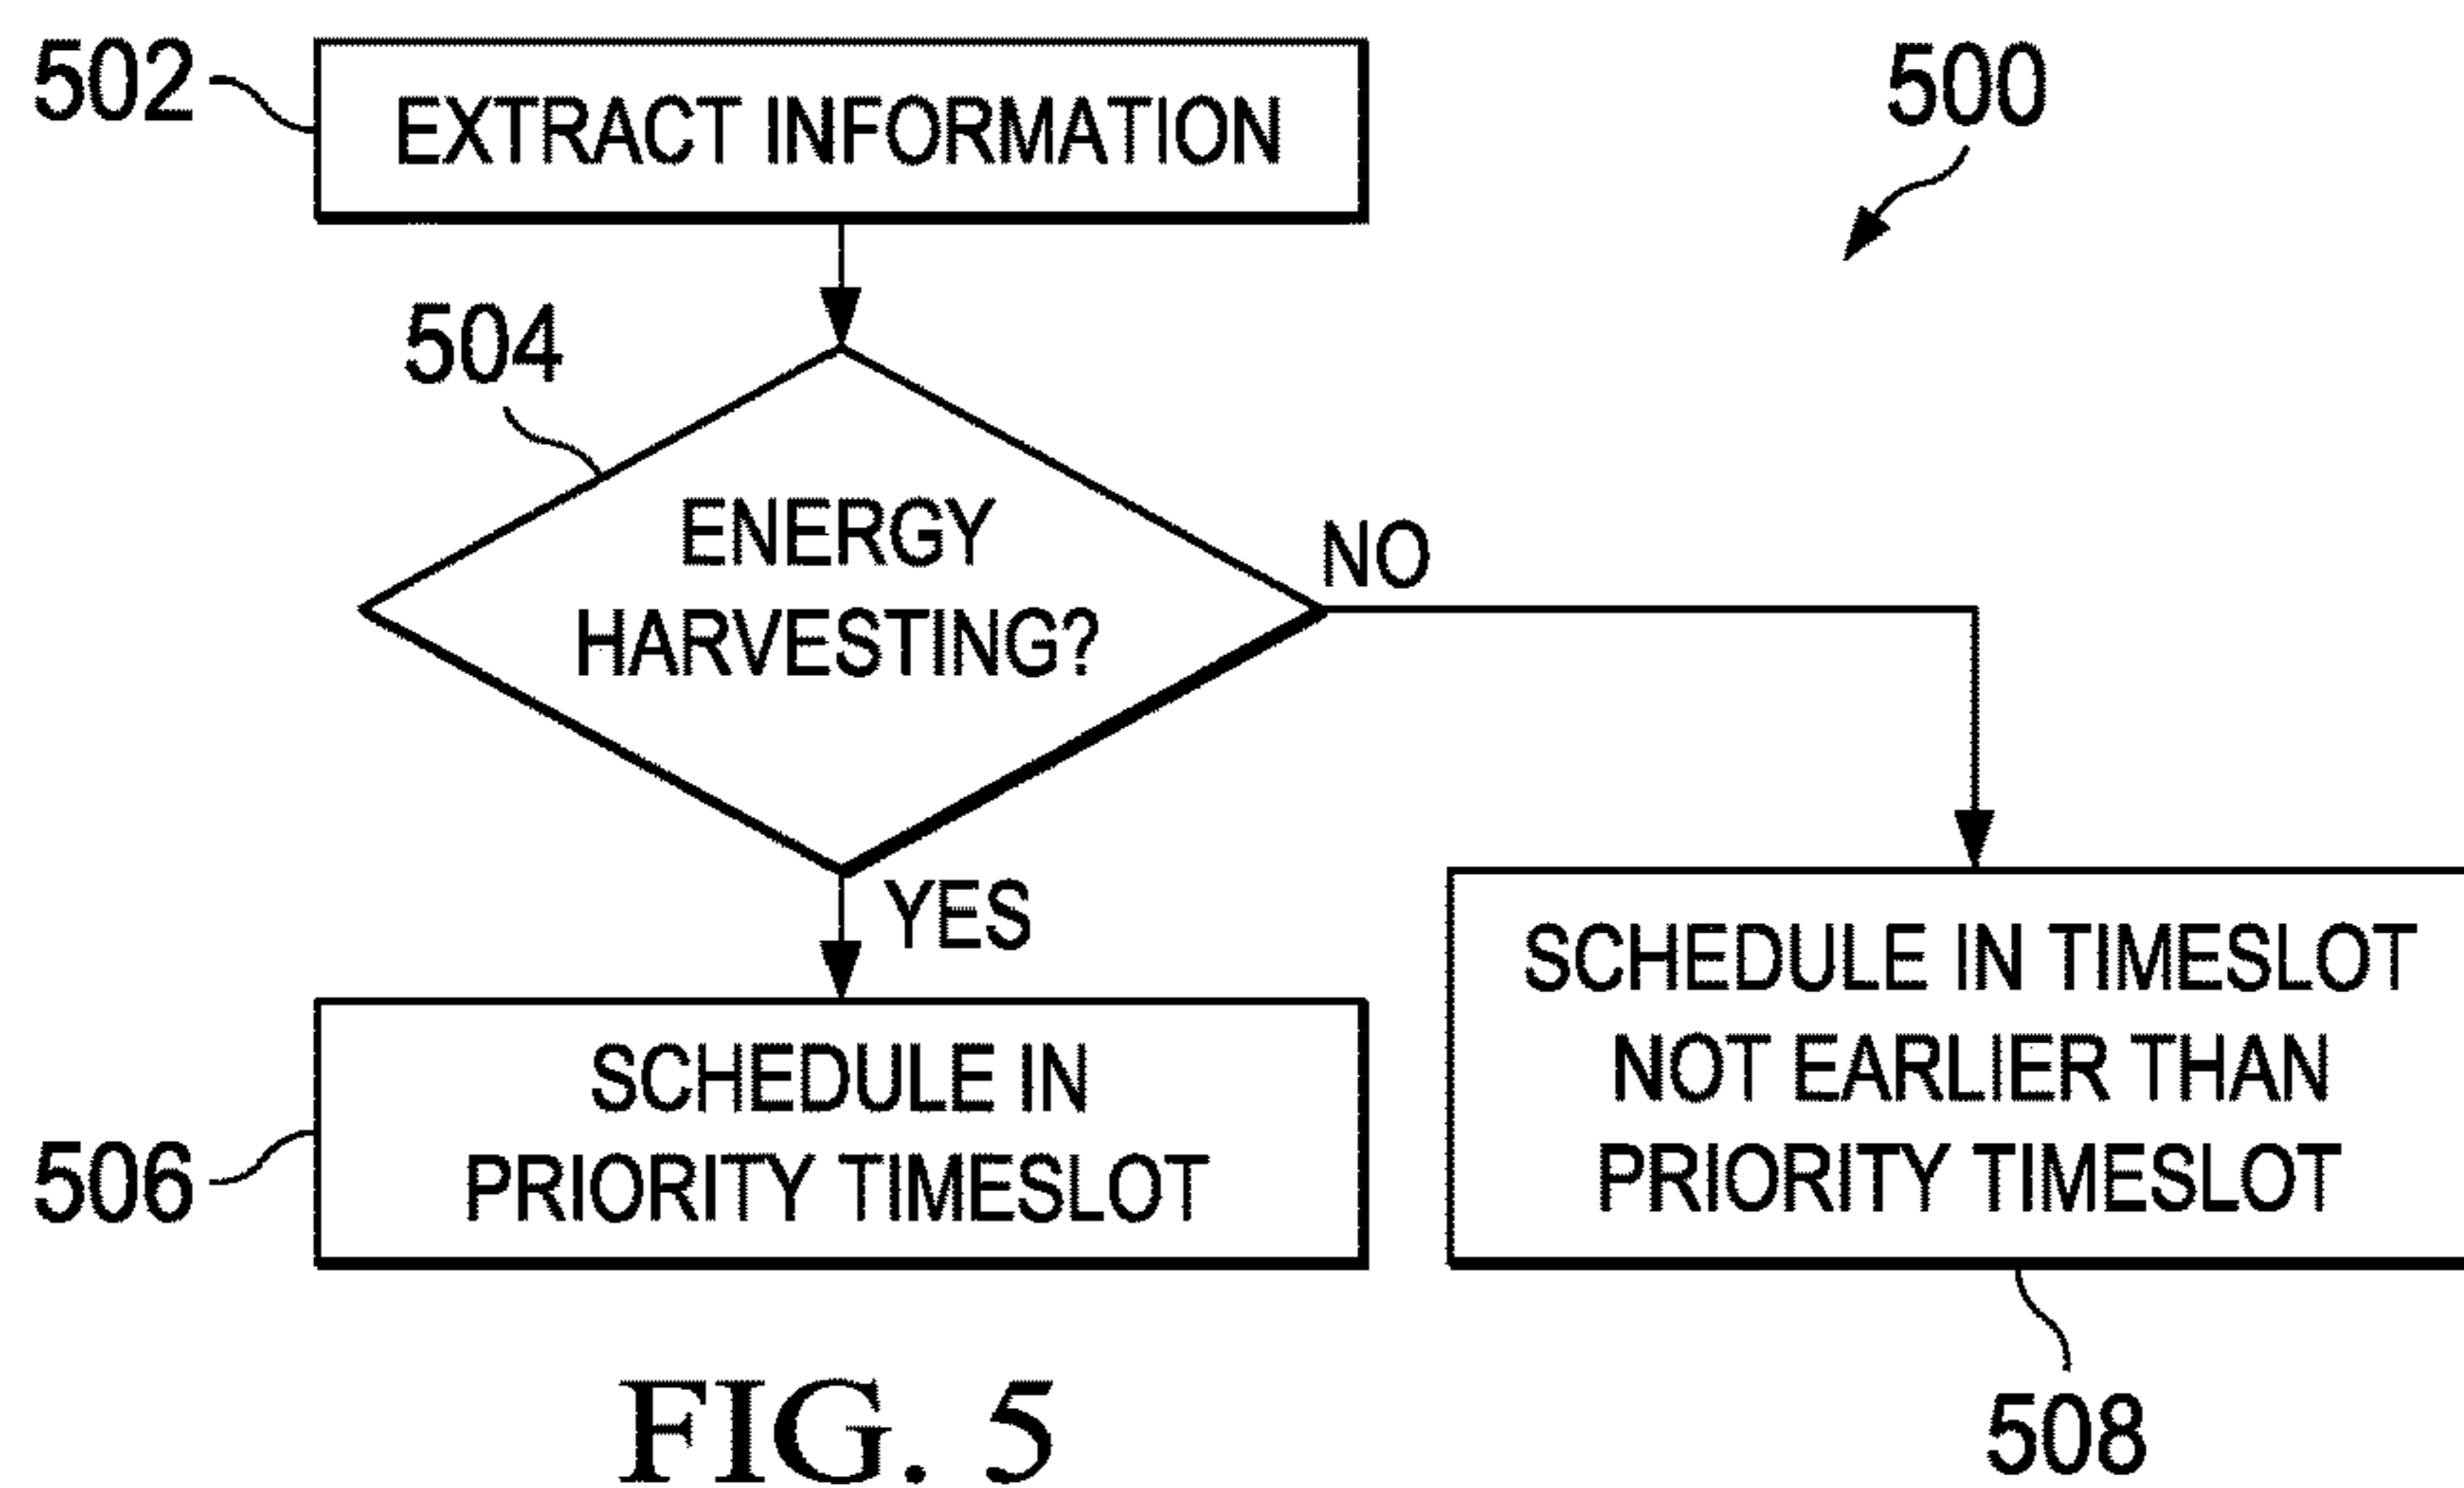 502
EXTRACT INFORMATION
500
504
ENERGY
HARVESTING?
NO
YES
SCHEDULE IN
PRIORITY TIMESLOT
506
SCHEDULE IN TIMESLOT
NOT EARLIER THAN
PRIORITY TIMESLOT
508
FIG. 5